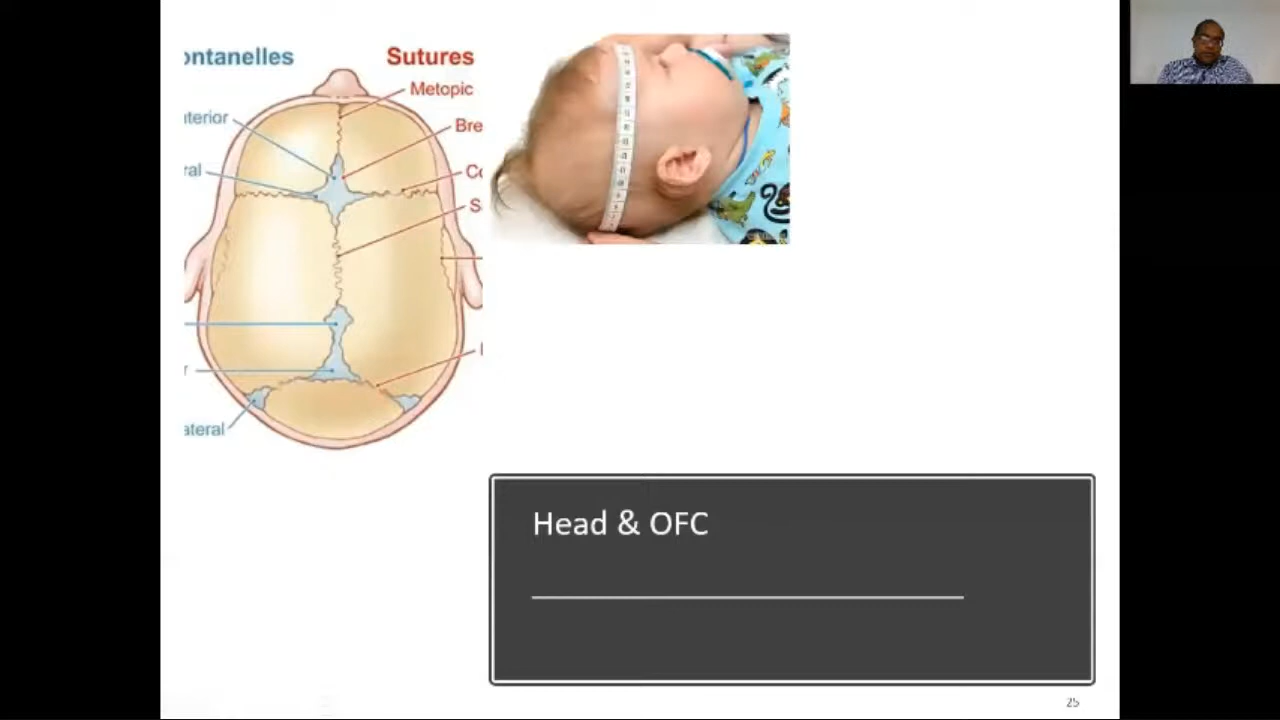 ontanelles
Sutures
Metopic
terior
Bre
ral
Co
S
r
ateral
Head & OFC
25